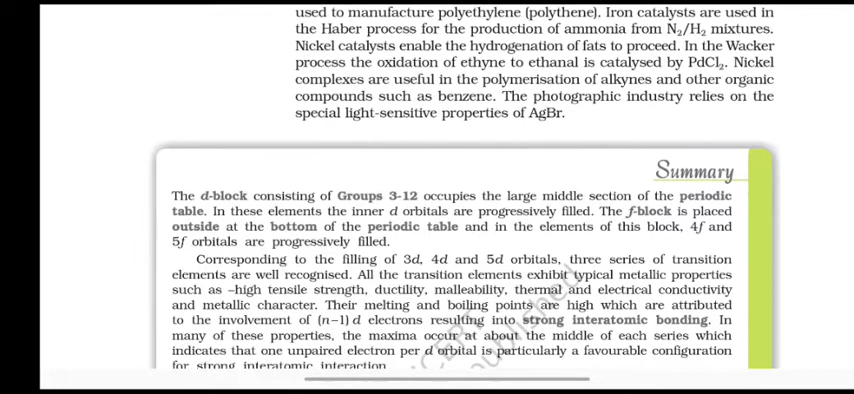 used to manufacture polyethylene (polythene). Iron catalysts are used in
the Haber process for the production of ammonia from N₂/H₂ mixtures.
Nickel catalysts enable the hydrogenation of fats to proceed. In the Wacker
process the oxidation of ethyne to ethanal is catalysed by PdCl₂. Nickel
complexes are useful in the polymerisation of alkynes and other organic
compounds such as benzene. The photographic industry relies on the
special light-sensitive properties of AgBr.
Summary
The d-block consisting of Groups 3-12 occupies the large middle section of the periodic
table. In these elements the inner d orbitals are progressively filled. The f-block is placed
outside at the bottom of the periodic table and in the elements of this block, 4f and
5f orbitals are progressively filled.
Corresponding to the filling of 3d, 4d and 5d orbitals, three series of transition
elements are well recognised. All the transition elements exhibit typical metallic properties
such as –high tensile strength, ductility, malleability, thermal and electrical conductivity
and metallic character. Their melting and boiling points are high which are attributed
to the involvement of (n–1) d electrons resulting into strong interatomic bonding. In
many of these properties, the maxima occur at about the middle of each series which
indicates that one unpaired electron per d orbital is particularly a favourable configuration
for strong interatomic interaction.